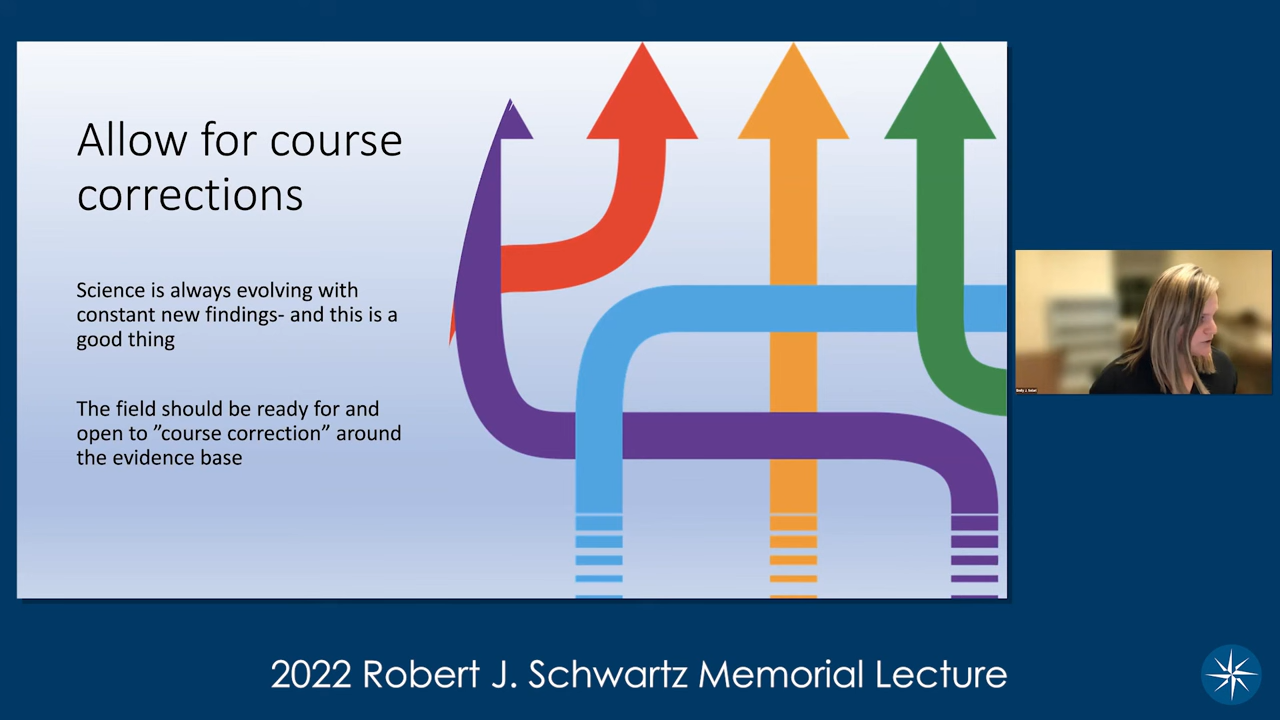 Allow for course
corrections
Science is always evolving with
constant new findings- and this is a
good thing
The field should be ready for and
open to ”course correction” around
the evidence base
2022 Robert J. Schwartz Memorial Lecture